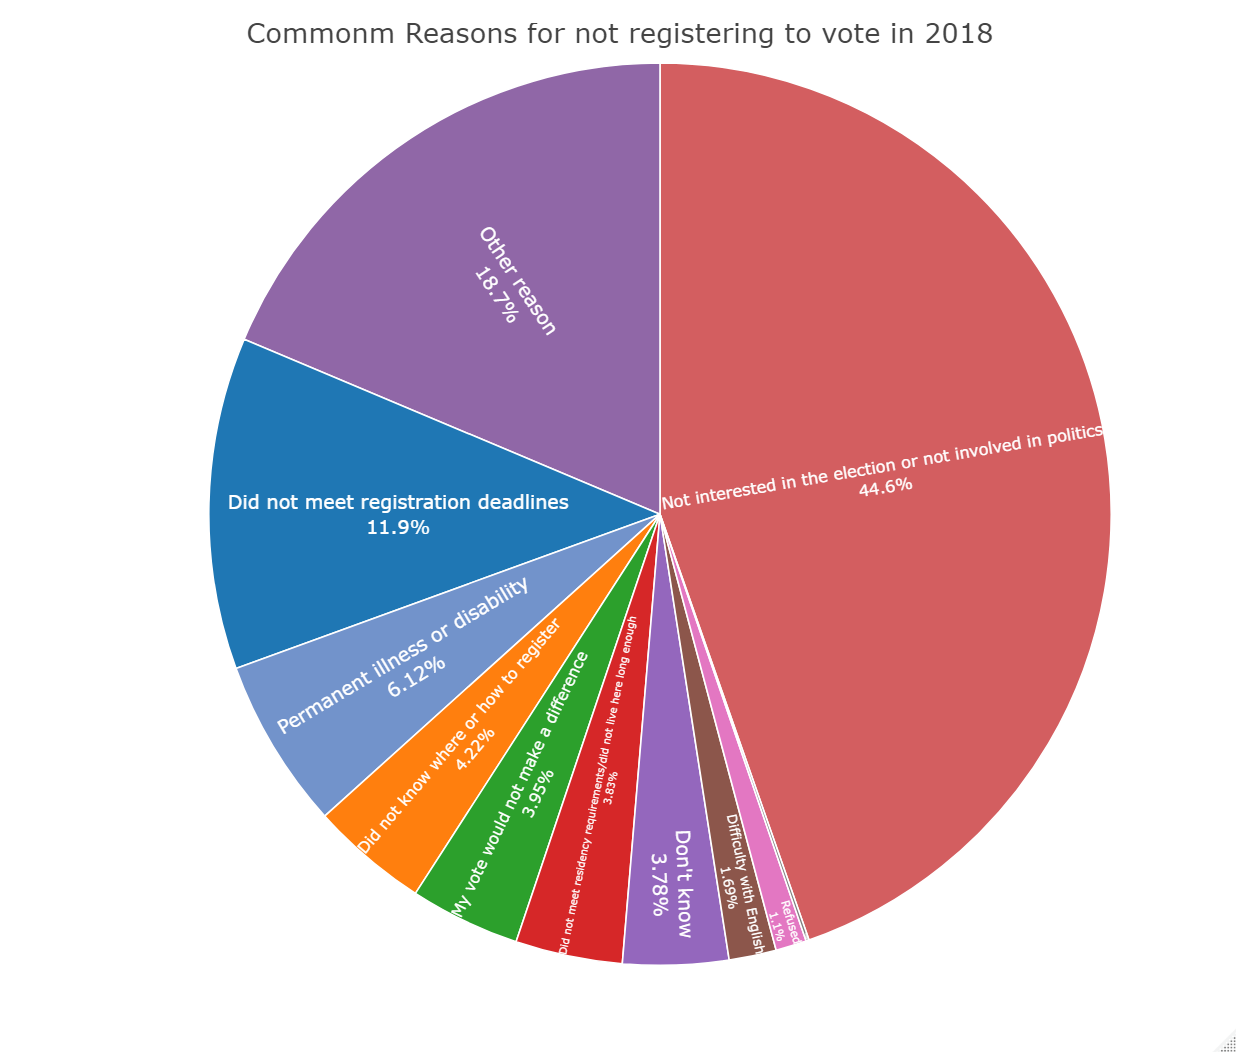 Commonm Reasons for not registering to vote in 2018
Other reason
18.7%
Not interested in the election or not involved in politics
44.6%
Did not meet registration deadlines
11.9%
Permanent illness or disability
6.12%
Did not know where or how to register
4.22%
My vote would not make a difference
3.95%
Did not meet residency requirements/did not live here long enough
3.83%
Don't know
3.78%
Difficulty with English
1.69%
Refused
1.1%